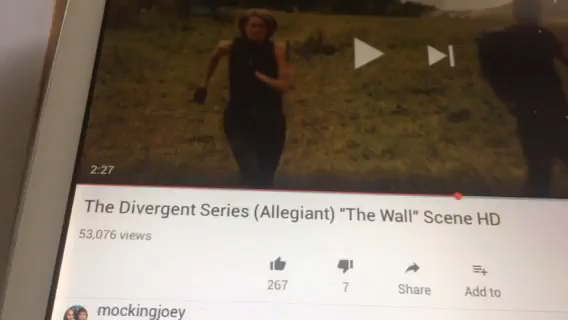 2:27
The Divergent Series (Allegiant) "The Wall" Scene HD
53,076 views
267
7
Share
Add to
mockingjoey